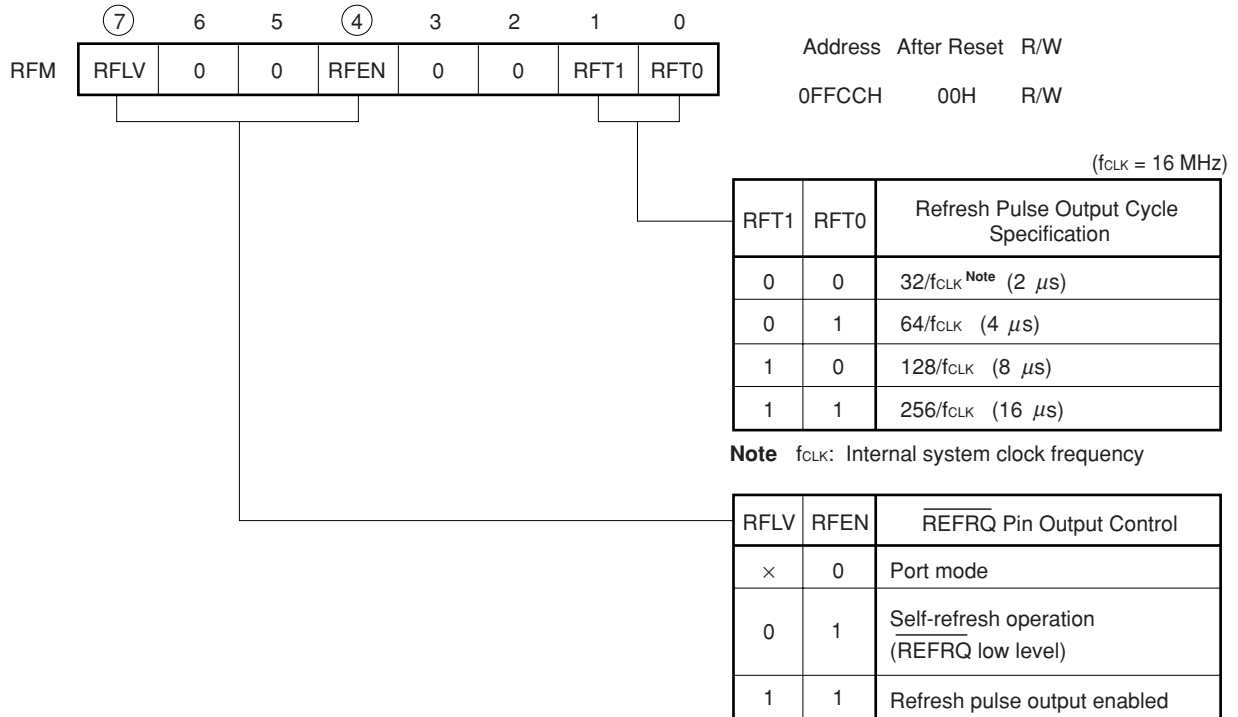 ⑦ 6 5 ④ 3 2 1 0
RFM RFLV 0 0 RFEN 0 0 RFT1 RFT0
Address After Reset R/W
0FFCCH 00H R/W
(fCLK = 16 MHz)
RFT1 RFT0 Refresh Pulse Output Cycle
Specification
0 0 32/fCLK Note (2 μs)
0 1 64/fCLK (4 μs)
1 0 128/fCLK (8 μs)
1 1 256/fCLK (16 μs)
Note fCLK: Internal system clock frequency
RFLV RFEN REFRQ Pin Output Control
× 0 Port mode
0 1 Self-refresh operation
(REFRQ low level)
1 1 Refresh pulse output enabled